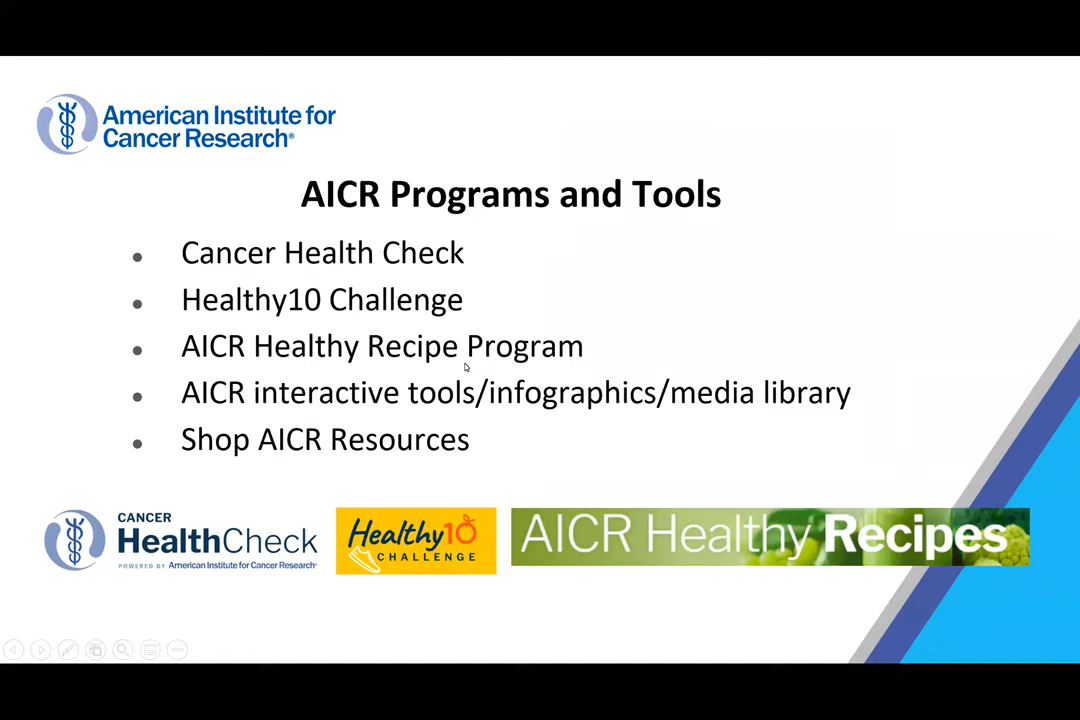 American Institute for
Cancer Research®
AICR Programs and Tools
• Cancer Health Check
• Healthy10 Challenge
• AICR Healthy Recipe Program
• AICR interactive tools/infographics/media library
• Shop AICR Resources
CANCER
HealthCheck
POWERED BY American Institute for Cancer Research®
Healthy10
CHALLENGE
AICR Healthy Recipes